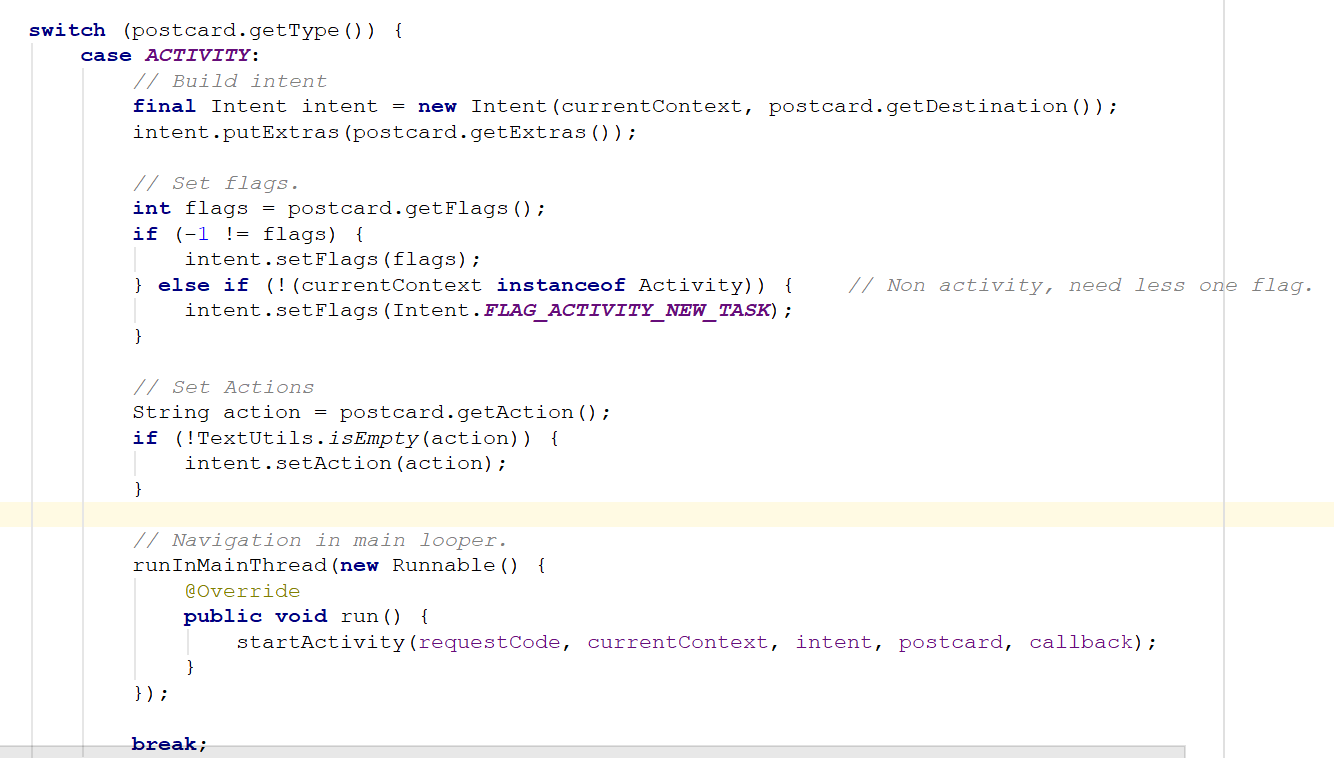 switch (postcard.getType()) {
    case ACTIVITY:
        // Build intent
        final Intent intent = new Intent(currentContext, postcard.getDestination());
        intent.putExtras(postcard.getExtras());

        // Set flags.
        int flags = postcard.getFlags();
        if (-1 != flags) {
            intent.setFlags(flags);
        } else if (!(currentContext instanceof Activity)) {    // Non activity, need less one flag.
            intent.setFlags(Intent.FLAG_ACTIVITY_NEW_TASK);
        }

        // Set Actions
        String action = postcard.getAction();
        if (!TextUtils.isEmpty(action)) {
            intent.setAction(action);
        }

        // Navigation in main looper.
        runInMainThread(new Runnable() {
            @Override
            public void run() {
                startActivity(requestCode, currentContext, intent, postcard, callback);
            }
        });

        break;